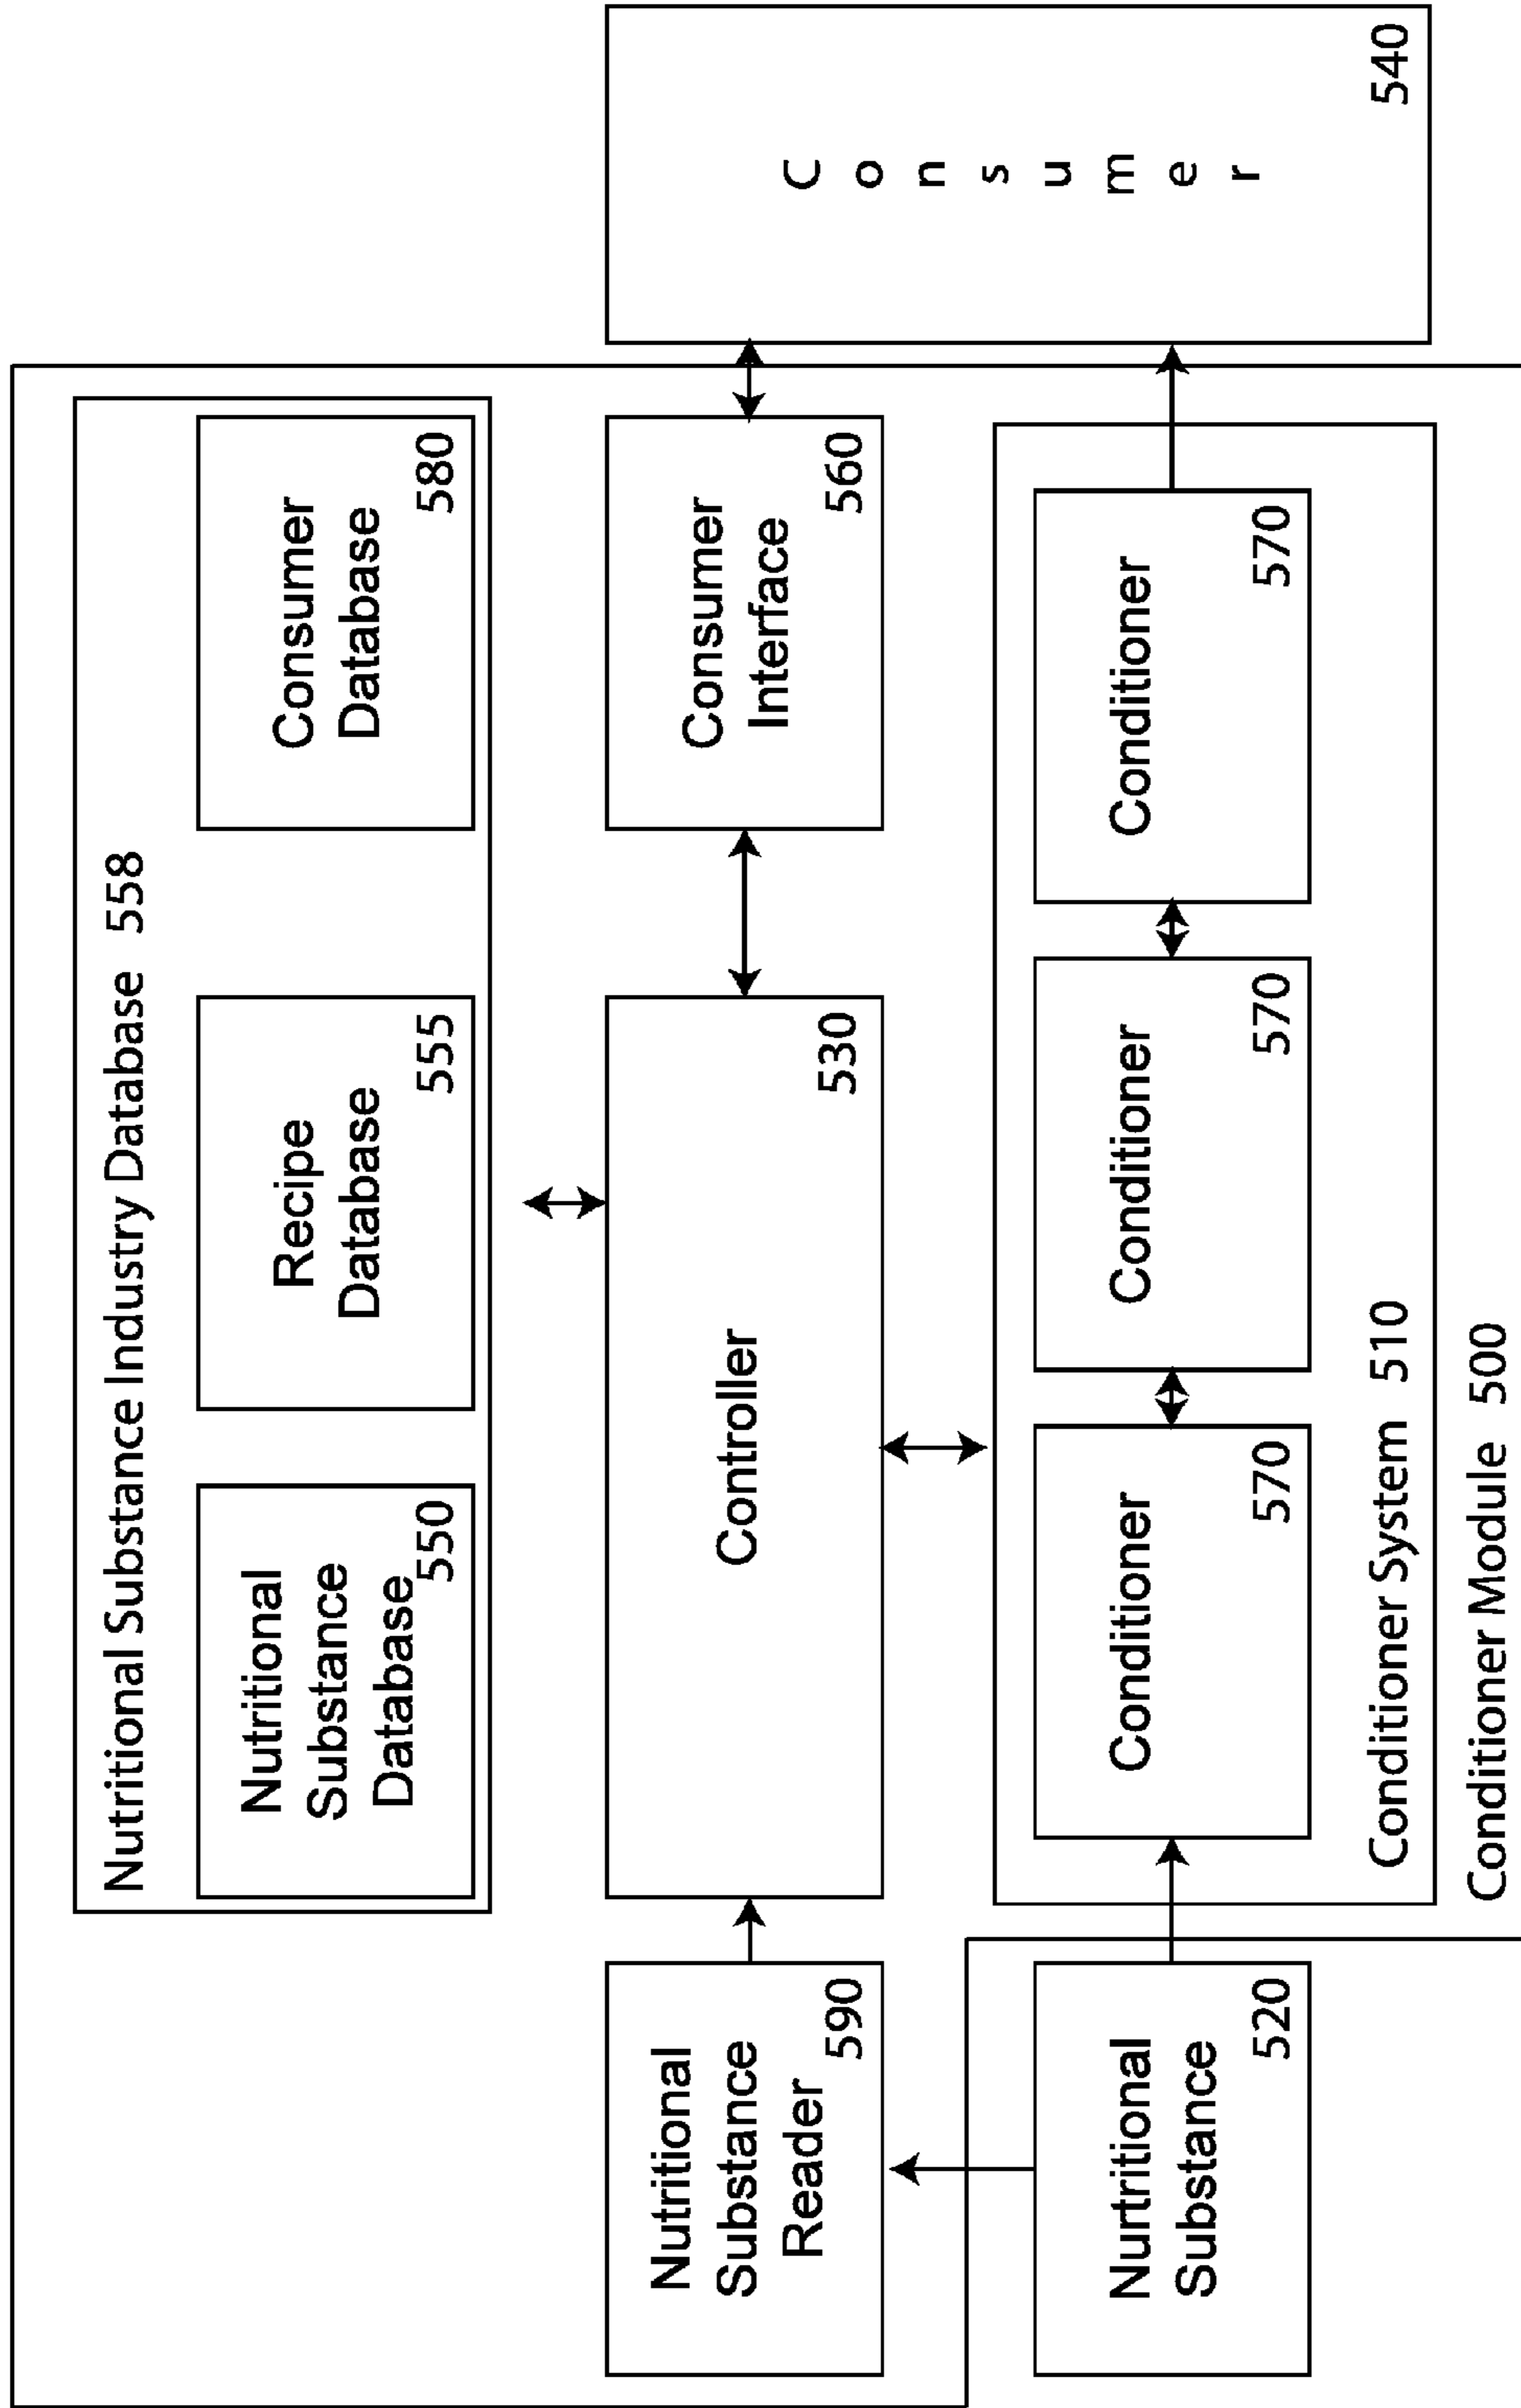 Nutritional Substance Industry Database 558
Nutritional
Substance
Database
550
Recipe
Database
555
Consumer
Database
580
Nutritional
Substance
Reader
590
Controller
530
Consumer
Interface
560
Consumer
540
Nurtritional
Substance
520
Conditioner
570
Conditioner
570
Conditioner
570
Conditioner System 510
Conditioner Module 500